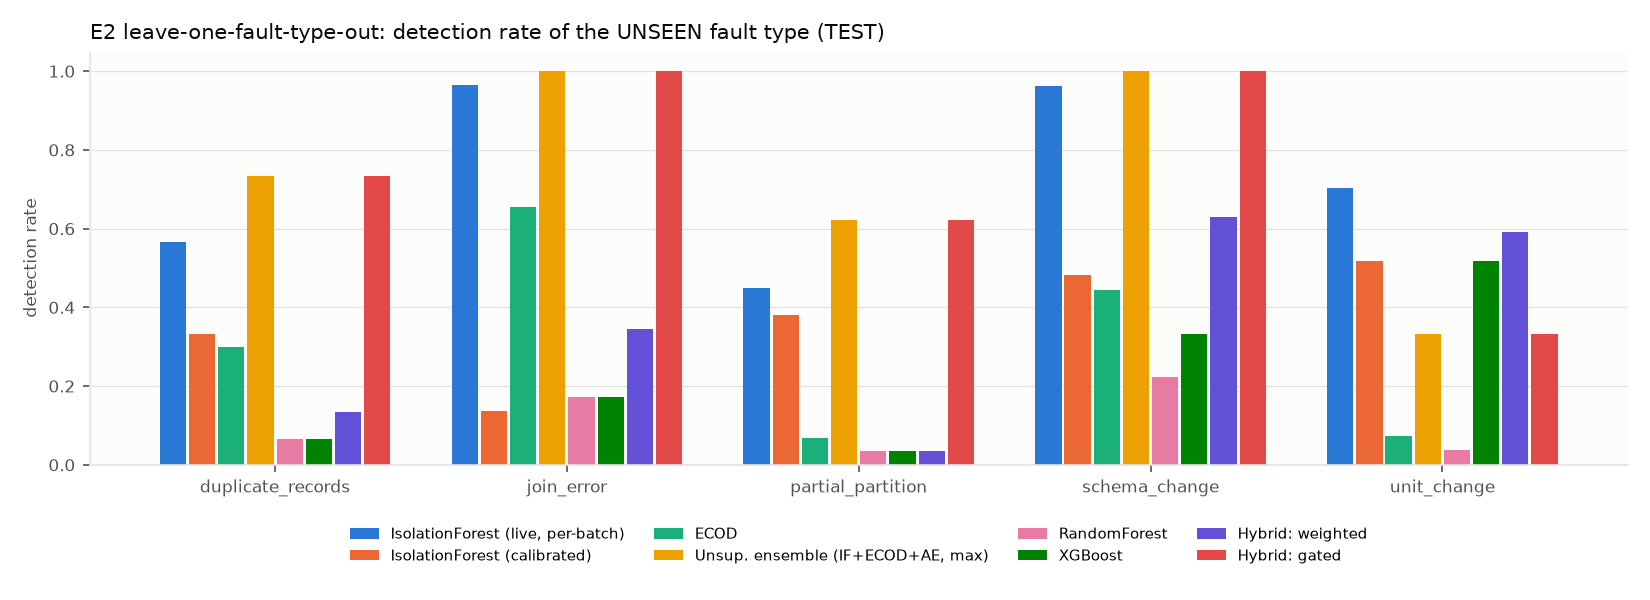 E2 leave-one-fault-type-out: detection rate of the UNSEEN fault type (TEST)
detection rate
1.0
0.8
0.6
0.4
0.2
0.0
duplicate_records join_error partial_partition schema_change unit_change
IsolationForest (live, per-batch) ECOD RandomForest Hybrid: weighted
IsolationForest (calibrated) Unsup. ensemble (IF+ECOD+AE, max) XGBoost Hybrid: gated